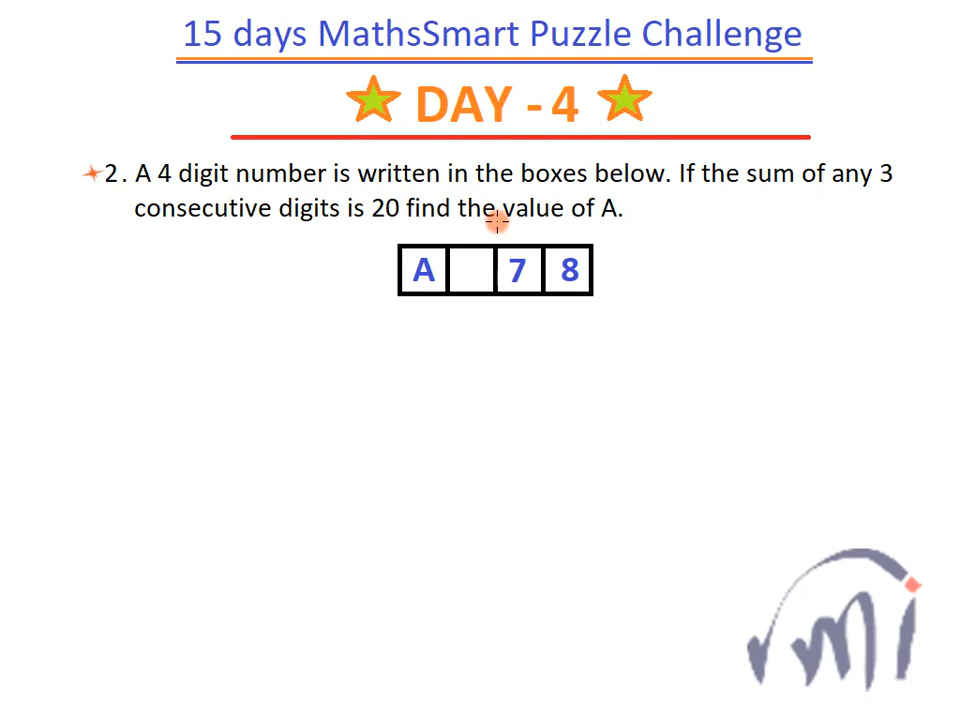 15 days MathsSmart Puzzle Challenge
DAY - 4
2. A 4 digit number is written in the boxes below. If the sum of any 3
consecutive digits is 20 find the value of A.
A 7 8